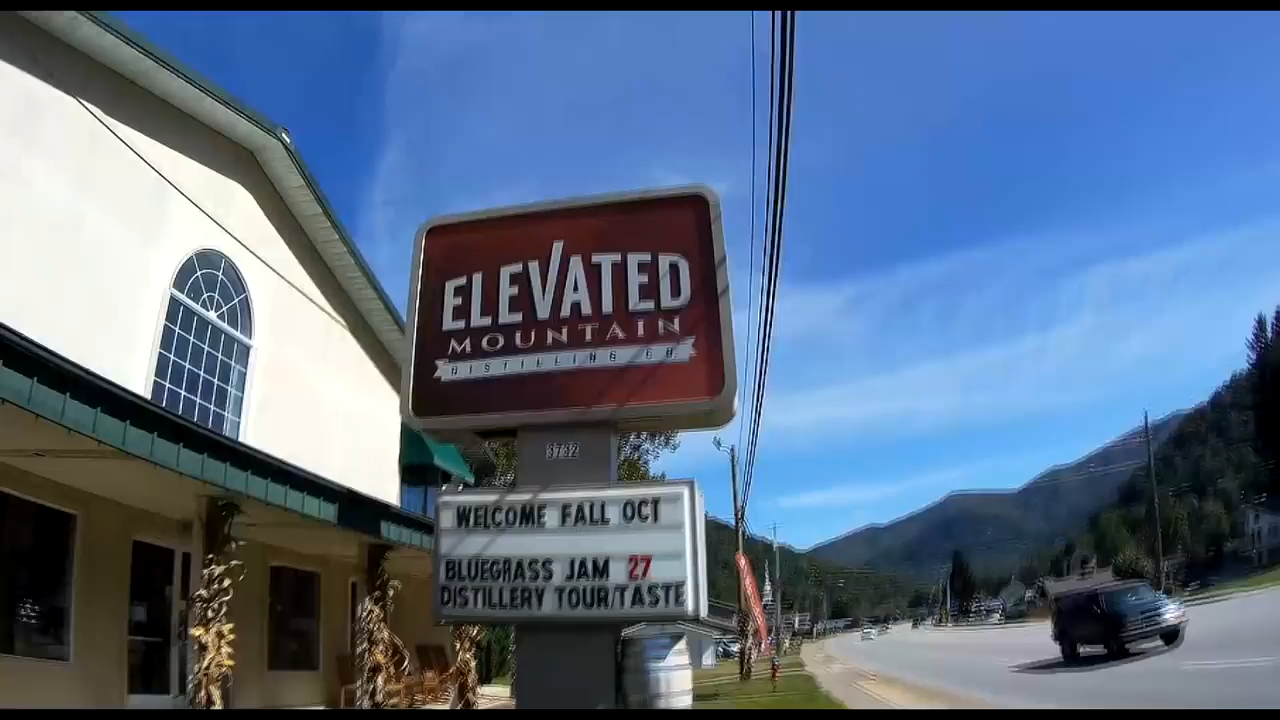 ELEVATED
MOUNTAIN
DISTILLING CO.
3732
WELCOME FALL OCT
BLUEGRASS JAM 27
DISTILLERY TOUR/TASTE